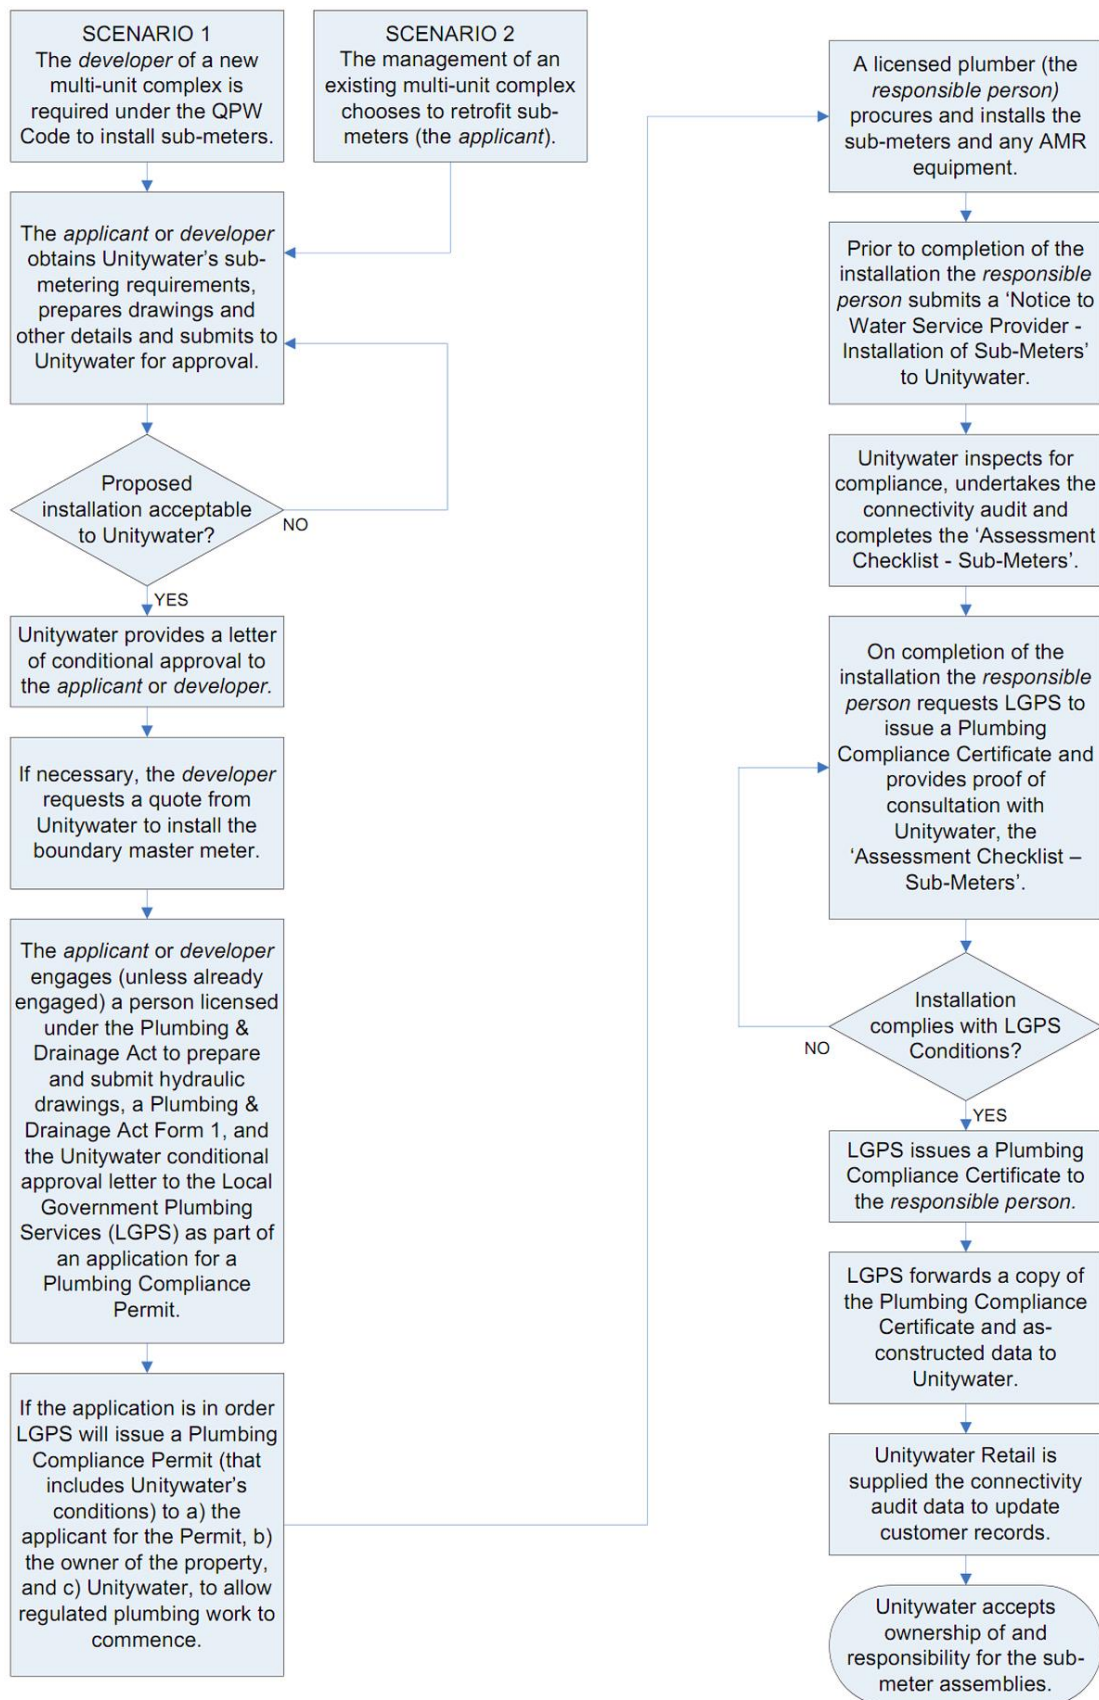 SCENARIO 1
The developer of a new
multi-unit complex is
required under the QPW
Code to install sub-meters.
SCENARIO 2
The management of an
existing multi-unit complex
chooses to retrofit sub-
meters (the applicant).
The applicant or developer
obtains Unitywater’s sub-
metering requirements,
prepares drawings and
other details and submits to
Unitywater for approval.
Proposed
installation acceptable
to Unitywater?
NO
YES
Unitywater provides a letter
of conditional approval to
the applicant or developer.
If necessary, the developer
requests a quote from
Unitywater to install the
boundary master meter.
The applicant or developer
engages (unless already
engaged) a person licensed
under the Plumbing &
Drainage Act to prepare
and submit hydraulic
drawings, a Plumbing &
Drainage Act Form 1, and
the Unitywater conditional
approval letter to the Local
Government Plumbing
Services (LGPS) as part of
an application for a
Plumbing Compliance
Permit.
If the application is in order
LGPS will issue a Plumbing
Compliance Permit (that
includes Unitywater’s
conditions) to a) the
applicant for the Permit, b)
the owner of the property,
and c) Unitywater, to allow
regulated plumbing work to
commence.
A licensed plumber (the
responsible person)
procures and installs the
sub-meters and any AMR
equipment.
Prior to completion of the
installation the responsible
person submits a ‘Notice to
Water Service Provider -
Installation of Sub-Meters’
to Unitywater.
Unitywater inspects for
compliance, undertakes the
connectivity audit and
completes the ‘Assessment
Checklist - Sub-Meters’.
On completion of the
installation the responsible
person requests LGPS to
issue a Plumbing
Compliance Certificate and
provides proof of
consultation with
Unitywater, the
‘Assessment Checklist –
Sub-Meters’.
Installation
complies with LGPS
Conditions?
NO
YES
LGPS issues a Plumbing
Compliance Certificate to
the responsible person.
LGPS forwards a copy of
the Plumbing Compliance
Certificate and as-
constructed data to
Unitywater.
Unitywater Retail is
supplied the connectivity
audit data to update
customer records.
Unitywater accepts
ownership of and
responsibility for the sub-
meter assemblies.